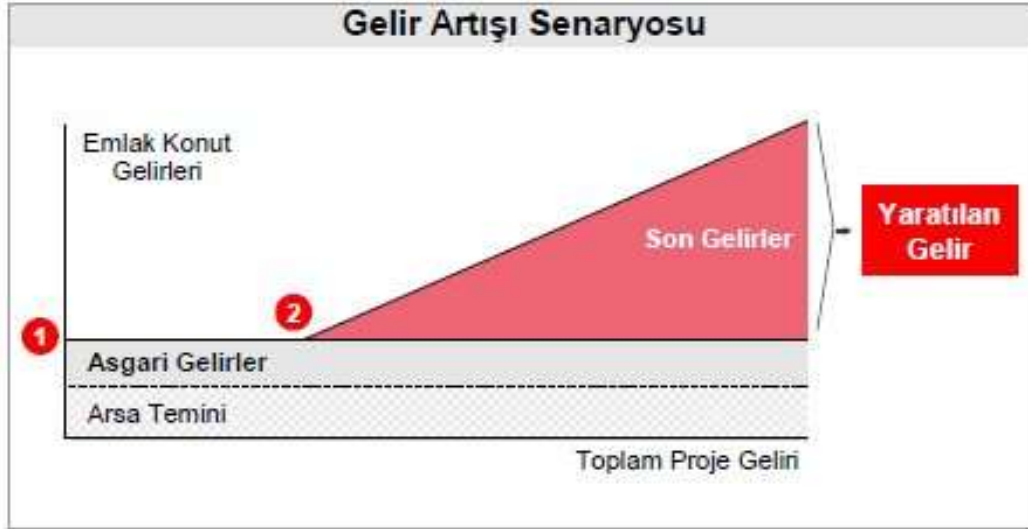 Gelir Artışı Senaryosu
Emlak Konut
Gelirleri
Son Gelirler
Yaratılan
Gelir
2
1
Asgari Gelirler
Arsa Temini
Toplam Proje Geliri